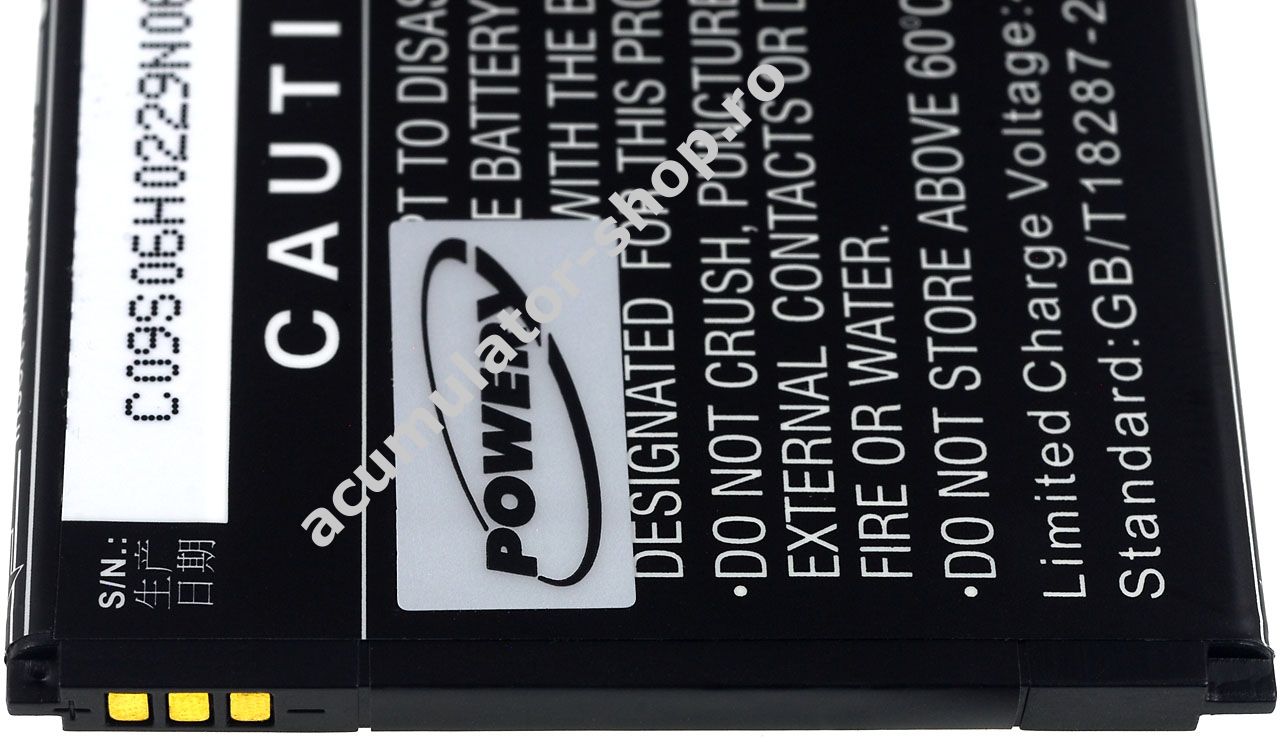 C09S06H0229N06
S/N.:
生产
日期
CAUTI
PT TO DISAS
E BATTERY
WITH THE B
DESIGNATED FOR THIS PRO
•DO NOT CRUSH, PUNCTURE
EXTERNAL CONTACTS OR D
FIRE OR WATER.
•DO NOT STORE ABOVE 60°C
Limited Charge Voltage:
Standard:GB/T18287-2
POWERY
acumulator-shop.ro
+ −